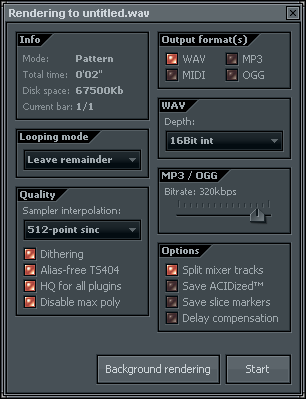 Rendering to untitled.wav
Info
Mode: Pattern
Total time: 0'02"
Disk space: 67500Kb
Current bar: 1/1
Looping mode
Leave remainder
Quality
Sampler interpolation:
512-point sinc
Dithering
Alias-free TS404
HQ for all plugins
Disable max poly
Output format(s)
WAV MP3
MIDI OGG
WAV
Depth:
16Bit int
MP3 / OGG
Bitrate: 320kbps
Options
Split mixer tracks
Save ACIDized™
Save slice markers
Delay compensation
Background rendering Start